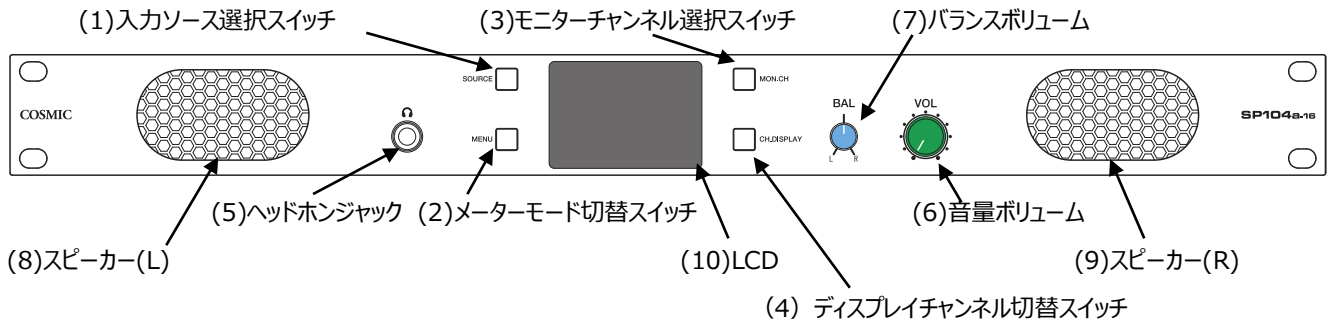 (1)入力ソース選択スイッチ
(3)モニターチャンネル選択スイッチ
(7)バランスボリューム
SOURCE
MON.CH
COSMIC
BAL
VOL
SP104a-16
MENU
CH.DISPLAY
L R
(5)ヘッドホンジャック
(2)メーターモード切替スイッチ
(6)音量ボリューム
(8)スピーカー(L)
(10)LCD
(9)スピーカー(R)
(4) ディスプレイチャンネル切替スイッチ